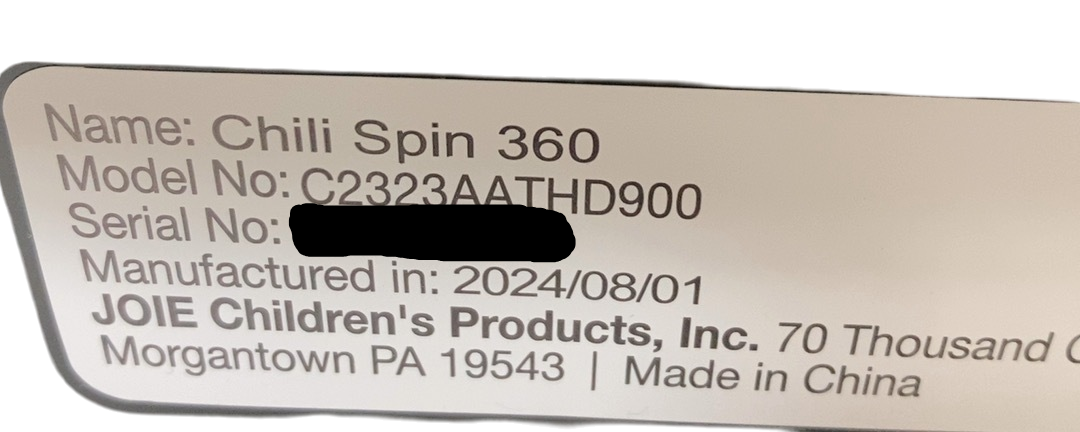 Name: Chili Spin 360
Model No: C2323AATHD900
Serial No:
Manufactured in: 2024/08/01
JOIE Children's Products, Inc. 70 Thousand
Morgantown PA 19543 | Made in China